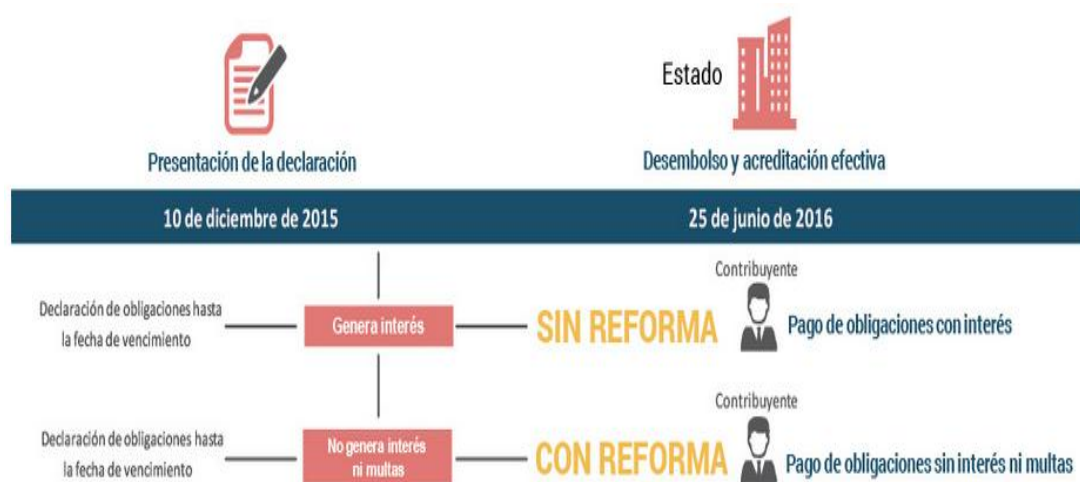 Estado
Presentación de la declaración
Desembolso y acreditación efectiva
10 de diciembre de 2015
25 de junio de 2016
Declaración de obligaciones hasta
la fecha de vencimiento
Genera interés
SIN REFORMA
Contribuyente
Pago de obligaciones con interés
Declaración de obligaciones hasta
la fecha de vencimiento
No genera interés
ni multas
CON REFORMA
Contribuyente
Pago de obligaciones sin interés ni multas